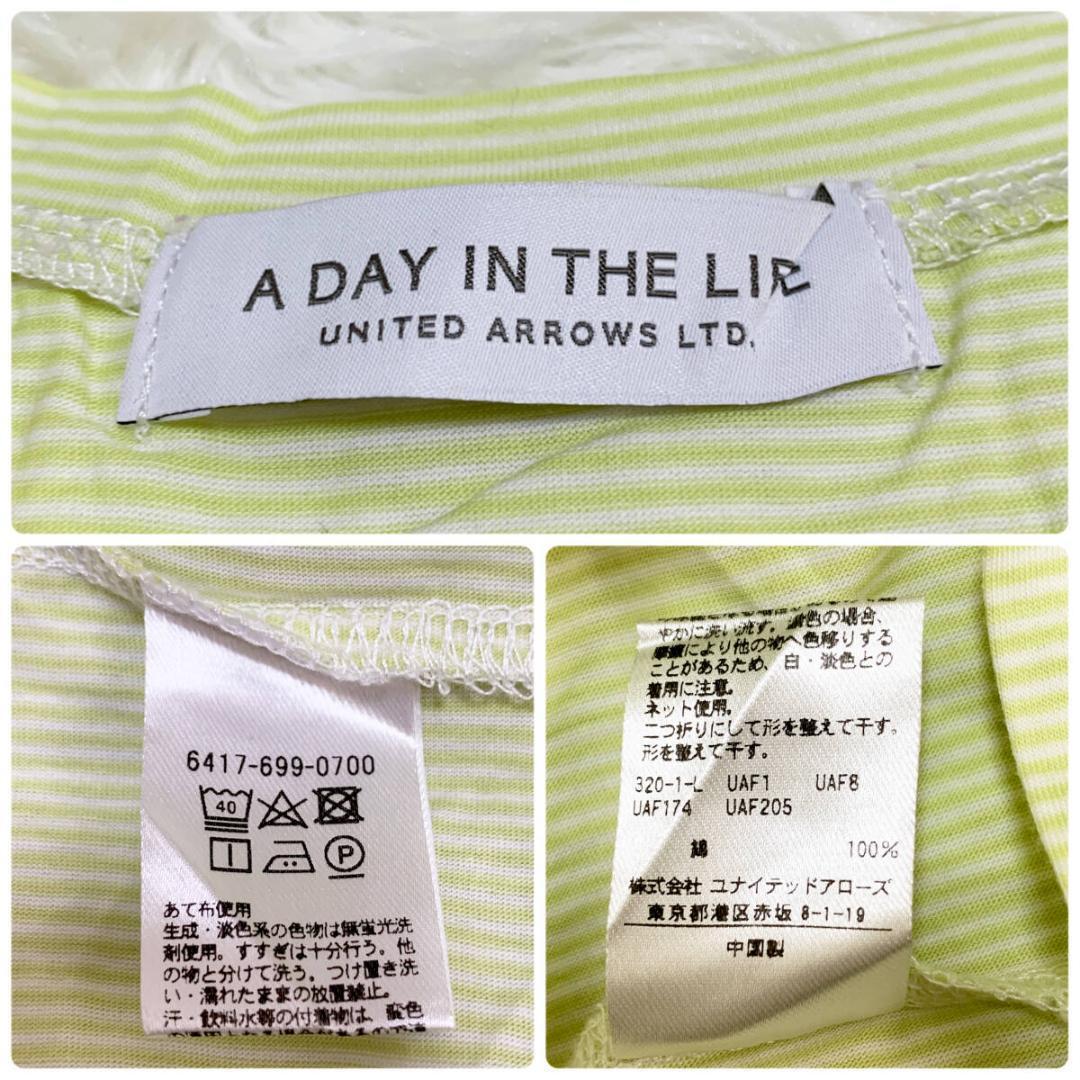 A DAY IN THE LIF
UNITED ARROWS LTD.
6417-699-0700
40
P
あて布使用
生成・淡色系の色物は無蛍光洗
剤使用。すすぎは十分行う。他
の物と分けて洗う。つけ置き洗
い・濡れたままの放置禁止。
汗・飲料水等の付着物は、変色
やかに洗い流す。濃色の場合、
摩擦により他の物へ色移りする
ことがあるため、白・淡色との
着用に注意。
ネット使用。
二つ折りにして形を整えて干す。
形を整えて干す。
320-1-L UAF1 UAF8
UAF174 UAF205
綿 100%
株式会社 ユナイテッドアローズ
東京都港区赤坂 8-1-19
中国製